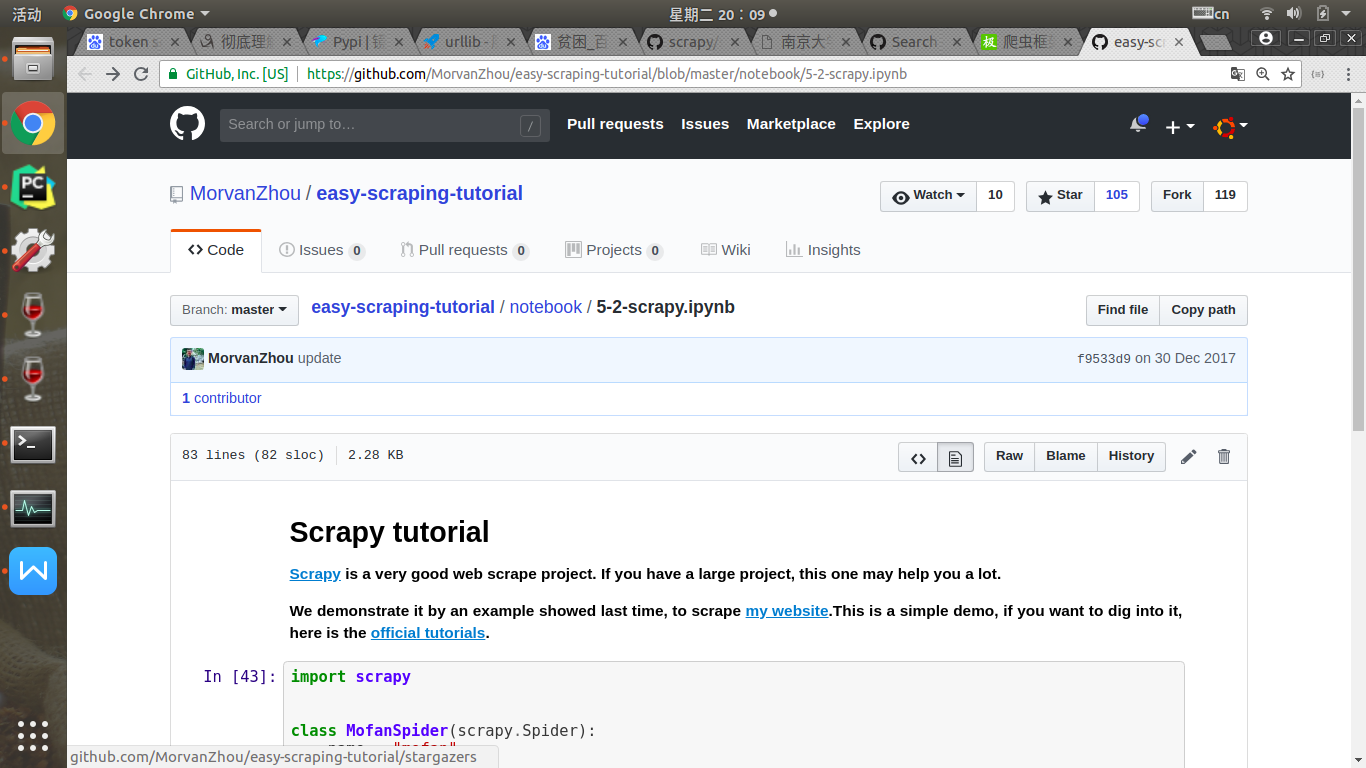 活动
Google Chrome
星期二 20：09
cn
token s
彻底理解
Pypi | 镜
urllib -
贫困_百
scrapy
南京大
Search
爬虫框
easy-scr
GitHub, Inc. [US]
https://github.com/MorvanZhou/easy-scraping-tutorial/blob/master/notebook/5-2-scrapy.ipynb
Search or jump to…
/
Pull requests
Issues
Marketplace
Explore
MorvanZhou / easy-scraping-tutorial
Watch 10
Star 105
Fork 119
Code
Issues 0
Pull requests 0
Projects 0
Wiki
Insights
Branch: master
easy-scraping-tutorial / notebook / 5-2-scrapy.ipynb
Find file
Copy path
MorvanZhou update
f9533d9 on 30 Dec 2017
1 contributor
83 lines (82 sloc)
2.28 KB
Raw
Blame
History
Scrapy tutorial
Scrapy is a very good web scrape project. If you have a large project, this one may help you a lot.
We demonstrate it by an example showed last time, to scrape my website.This is a simple demo, if you want to dig into it,
here is the official tutorials.
In [43]:
import scrapy
class MofanSpider(scrapy.Spider):
github.com/MorvanZhou/easy-scraping-tutorial/stargazers